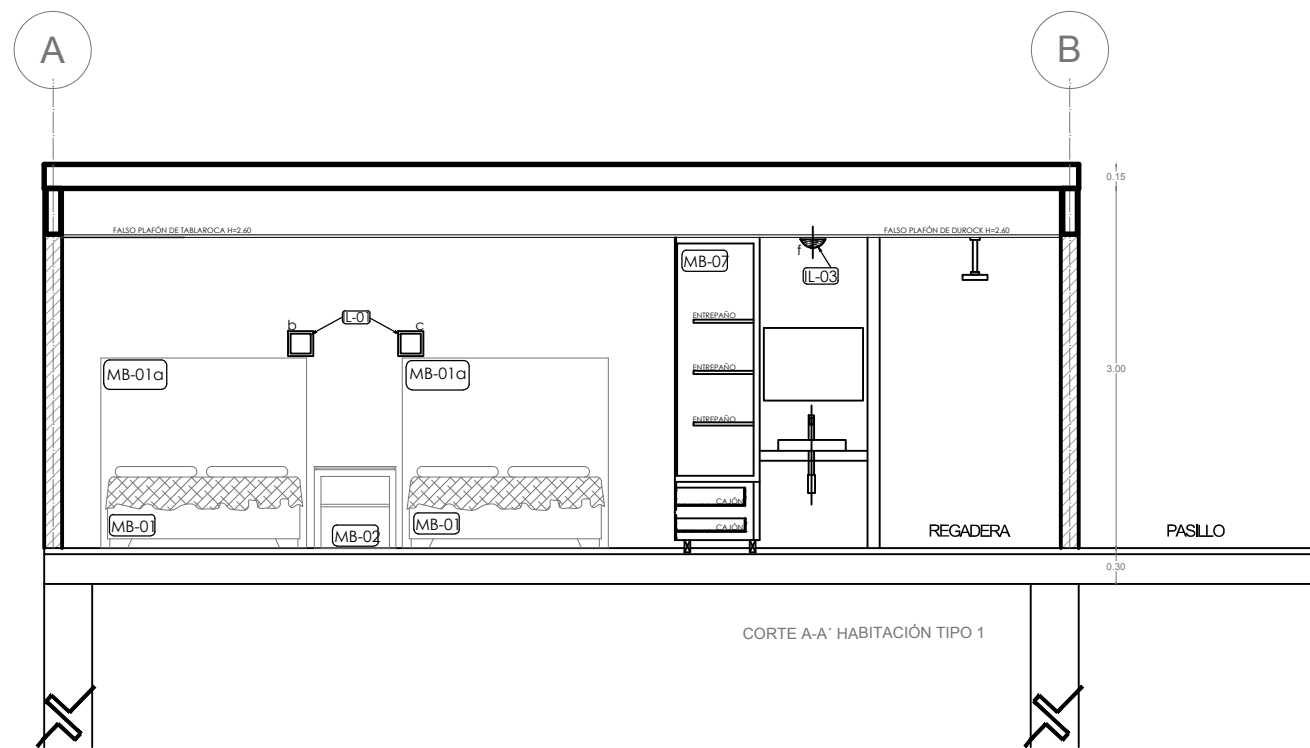 A
B
0.15
FALSO PLAFÓN DE TABLAROCA H=2.60
FALSO PLAFÓN DE DUROCK H=2.60
f
MB-07
IL-03
ENTREPAÑO
b
IL-01
c
MB-01a
MB-01a
3.00
ENTREPAÑO
ENTREPAÑO
CAJÓN
MB-01
MB-02
MB-01
CAJÓN
REGADERA
PASILLO
0.30
CORTE A-A´ HABITACIÓN TIPO 1